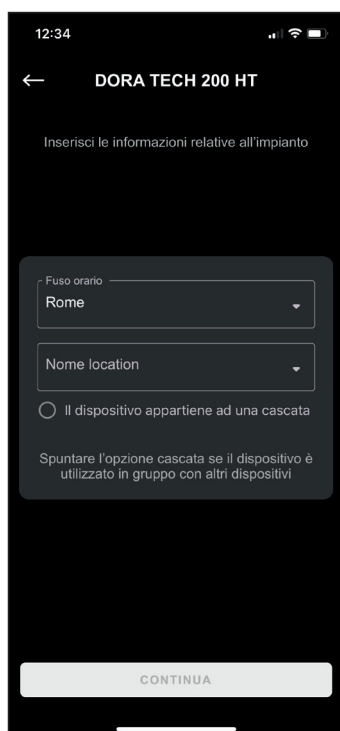 12:34
DORA TECH 200 HT
Inserisci le informazioni relative all'impianto
Fuso orario
Rome
Nome location
Il dispositivo appartiene ad una cascata
Spuntare l'opzione cascata se il dispositivo è
utilizzato in gruppo con altri dispositivi
CONTINUA